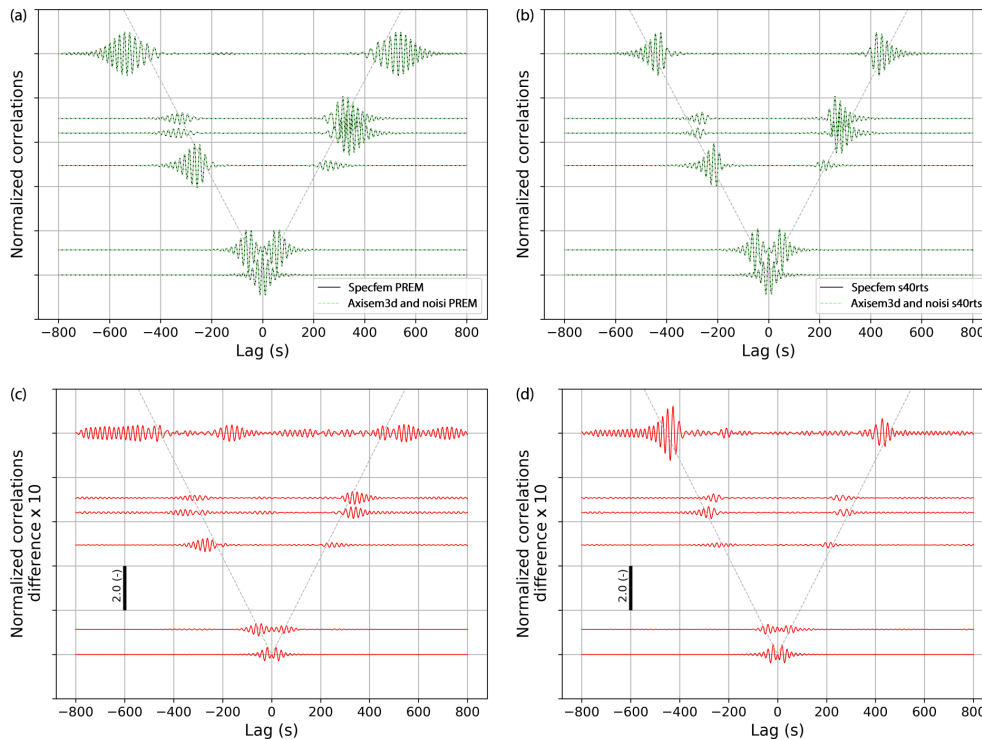 (a)
Normalized correlations
Specfem PREM
Axisem3d and noisi PREM
−800 −600 −400 −200 0 200 400 600 800
Lag (s)
(b)
Normalized correlations
Specfem s40rts
Axisem3d and noisi s40rts
−800 −600 −400 −200 0 200 400 600 800
Lag (s)
(c)
Normalized correlations
difference x 10
2.0 (-)
−800 −600 −400 −200 0 200 400 600 800
Lag (s)
(d)
Normalized correlations
difference x 10
2.0 (-)
−800 −600 −400 −200 0 200 400 600 800
Lag (s)